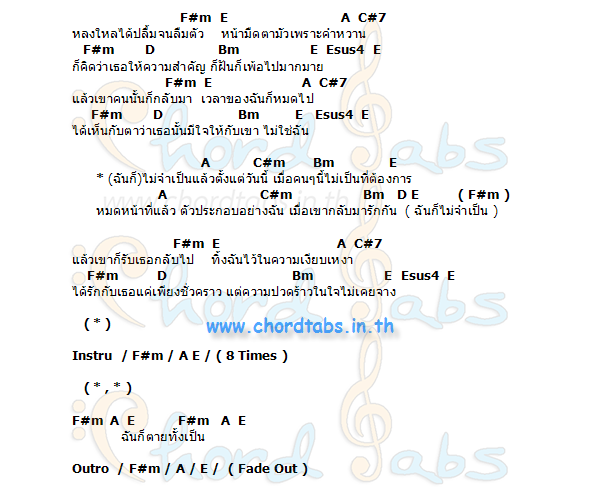 F#m E A C#7
หลงใหลได้ปลื้มจนลืมตัว หน้ามืดตามัวเพราะคำหวาน
F#m D Bm E Esus4 E
ก็คิดว่าเธอให้ความสำคัญ ก็ฝันก็เพ้อไปมากมาย
F#m E A C#7
แล้วเขาคนนั้นก็กลับมา เวลาของฉันก็หมดไป
F#m D Bm E Esus4 E
ได้เห็นกับตาว่าเธอนั้นมีใจให้กับเขา ไม่ใช่ฉัน
A C#m Bm E
* (ฉันก็)ไม่จำเป็นแล้วตั้งแต่วันนี้ เมื่อคนๆนี้ไม่เป็นที่ต้องการ
A C#m Bm D E ( F#m )
หมดหน้าที่แล้ว ตัวประกอบอย่างฉัน เมื่อเขากลับมารักกัน ( ฉันก็ไม่จำเป็น )
F#m E A C#7
แล้วเขาก็รับเธอกลับไป ทิ้งฉันไว้ในความเงียบเหงา
F#m D Bm E Esus4 E
ได้รักกับเธอแค่เพียงชั่วคราว แต่ความปวดร้าวในใจไม่เคยจาง
( * )
www.chordtabs.in.th
Instru / F#m / A E / ( 8 Times )
( * , * )
F#m A E F#m A E
ฉันก็ตายทั้งเป็น
Outro / F#m / A / E / ( Fade Out )